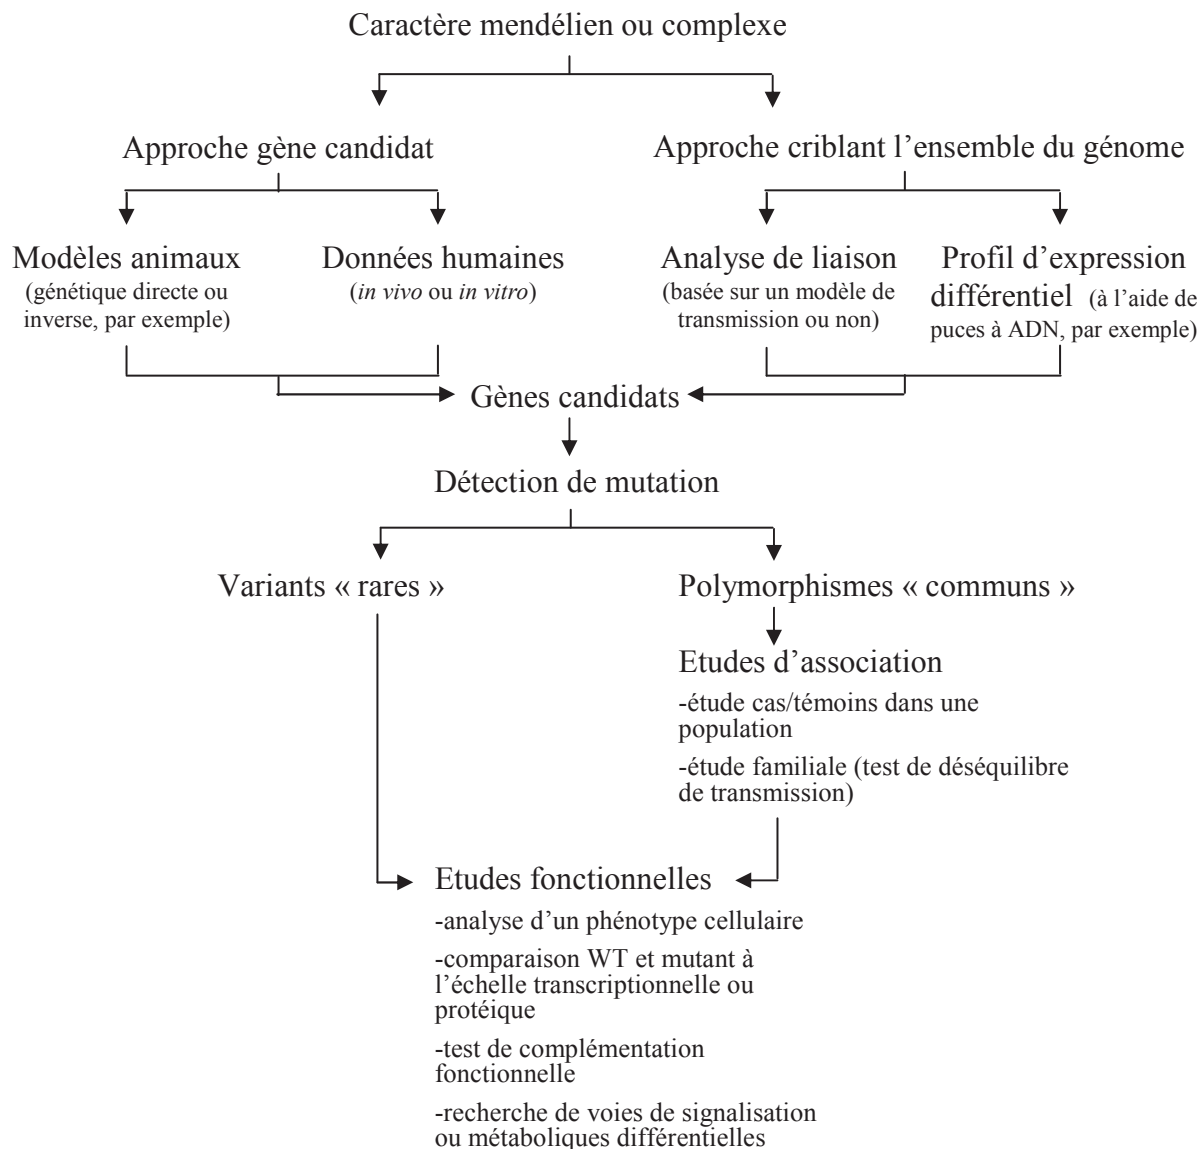 Caractère mendélien ou complexe
Approche gène candidat
Approche criblant l’ensemble du génome
Modèles animaux
(génétique directe ou
inverse, par exemple)
Données humaines
(in vivo ou in vitro)
Analyse de liaison
(basée sur un modèle de
transmission ou non)
Profil d’expression
différentiel (à l’aide de
puces à ADN, par exemple)
Gènes candidats
Détection de mutation
Variants « rares »
Polymorphismes « communs »
Etudes d’association
-étude cas/témoins dans une
population
-étude familiale (test de déséquilibre
de transmission)
Etudes fonctionnelles
-analyse d’un phénotype cellulaire
-comparaison WT et mutant à
l’échelle transcriptionnelle ou
protéique
-test de complémentation
fonctionnelle
-recherche de voies de signalisation
ou métaboliques différentielles